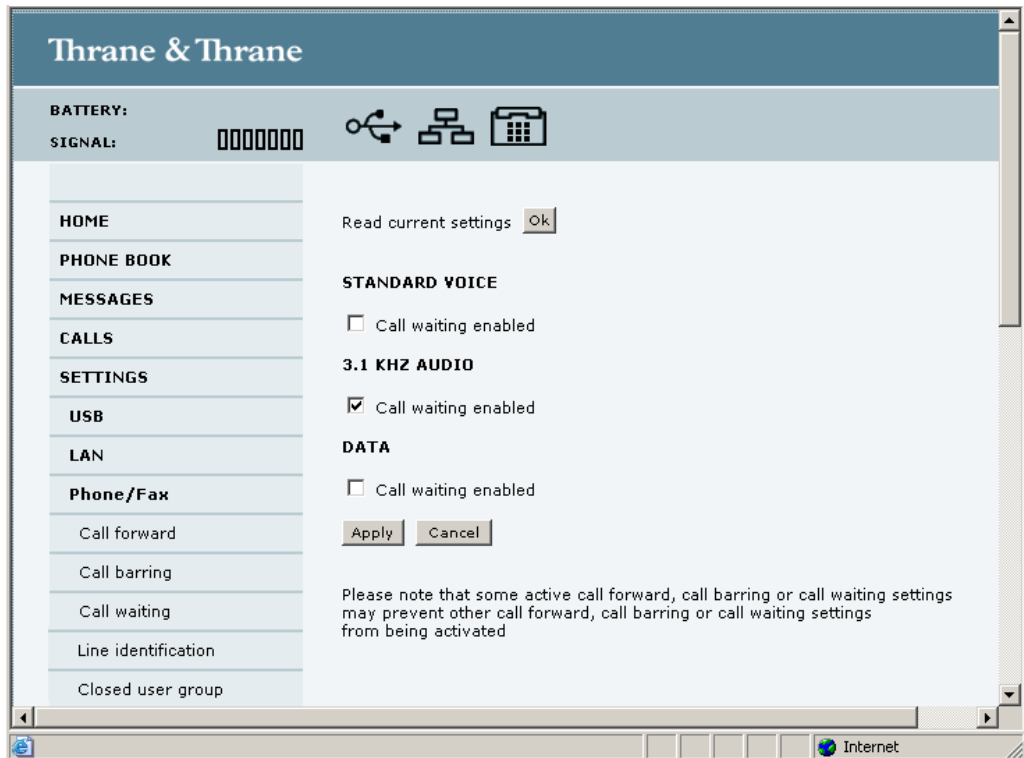 Thrane & Thrane
BATTERY:
SIGNAL:
HOME
PHONE BOOK
MESSAGES
CALLS
SETTINGS
USB
LAN
Phone/Fax
Call forward
Call barring
Call waiting
Line identification
Closed user group
Read current settings Ok
STANDARD VOICE
Call waiting enabled
3.1 KHZ AUDIO
Call waiting enabled
DATA
Call waiting enabled
Apply Cancel
Please note that some active call forward, call barring or call waiting settings
may prevent other call forward, call barring or call waiting settings
from being activated
Internet